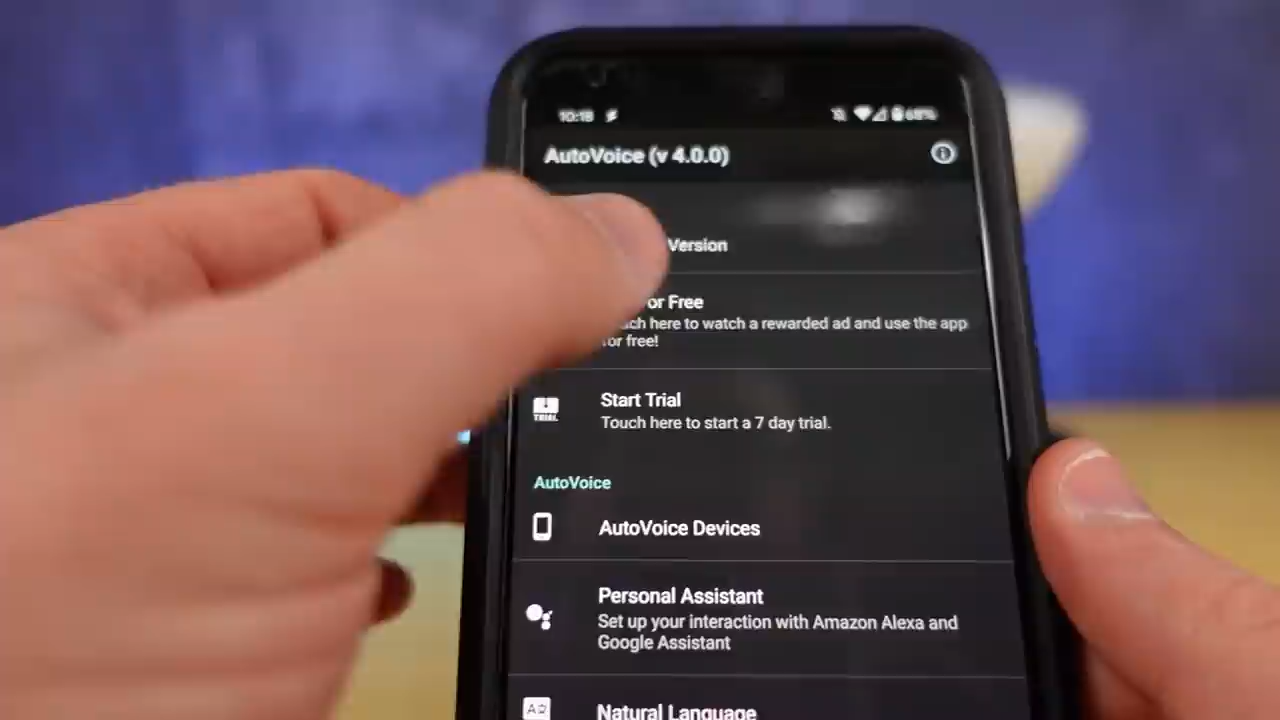 10:18
68%
AutoVoice (v 4.0.0)
Version
or Free
here to watch a rewarded ad and use the app
for free!
TRIAL
Start Trial
Touch here to start a 7 day trial.
AutoVoice
AutoVoice Devices
Personal Assistant
Set up your interaction with Amazon Alexa and
Google Assistant
Natural Language